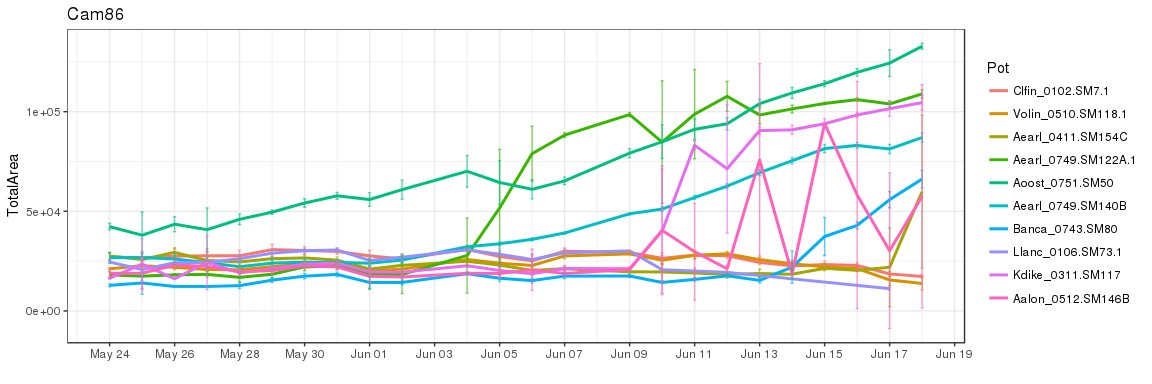 Cam86
TotalArea
1e+05
5e+04
0e+00
May 24 May 26 May 28 May 30 Jun 01 Jun 03 Jun 05 Jun 07 Jun 09 Jun 11 Jun 13 Jun 15 Jun 17 Jun 19
Pot
Clfin_0102.SM7.1
Volin_0510.SM118.1
Aearl_0411.SM154C
Aearl_0749.SM122A.1
Aoost_0751.SM50
Aearl_0749.SM140B
Banca_0743.SM80
Llanc_0106.SM73.1
Kdike_0311.SM117
Aalon_0512.SM146B